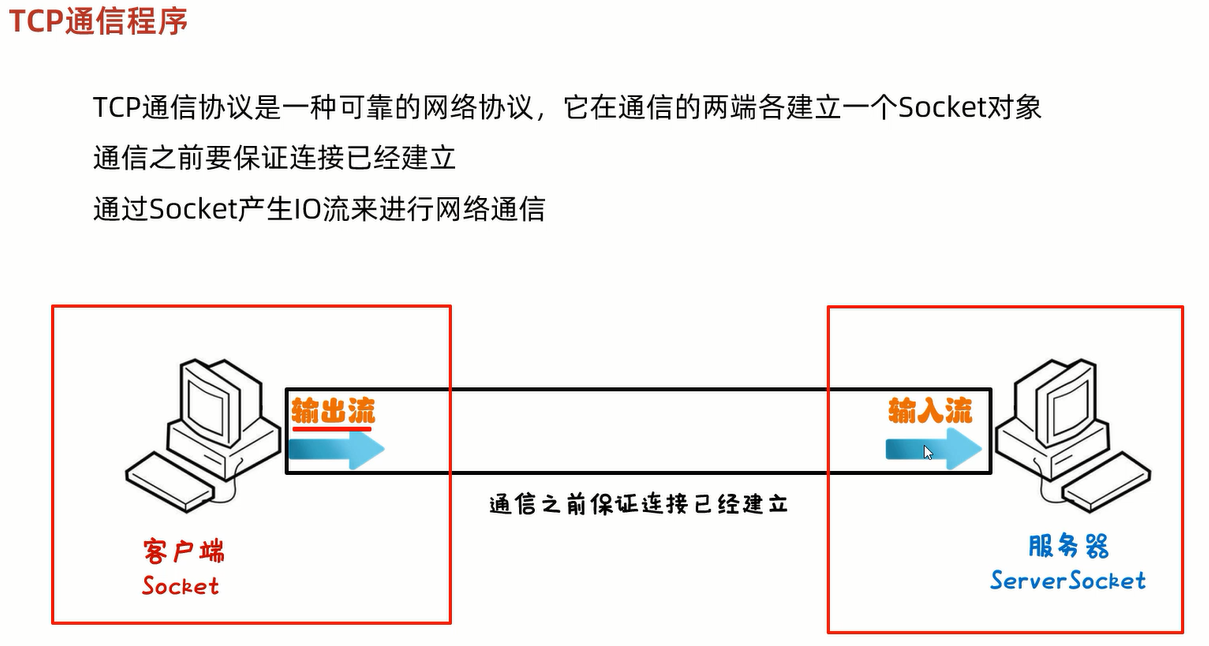 TCP通信程序
TCP通信协议是一种可靠的网络协议，它在通信的两端各建立一个Socket对象
通信之前要保证连接已经建立
通过Socket产生IO流来进行网络通信
输出流
输入流
通信之前保证连接已经建立
客户端
Socket
服务器
ServerSocket